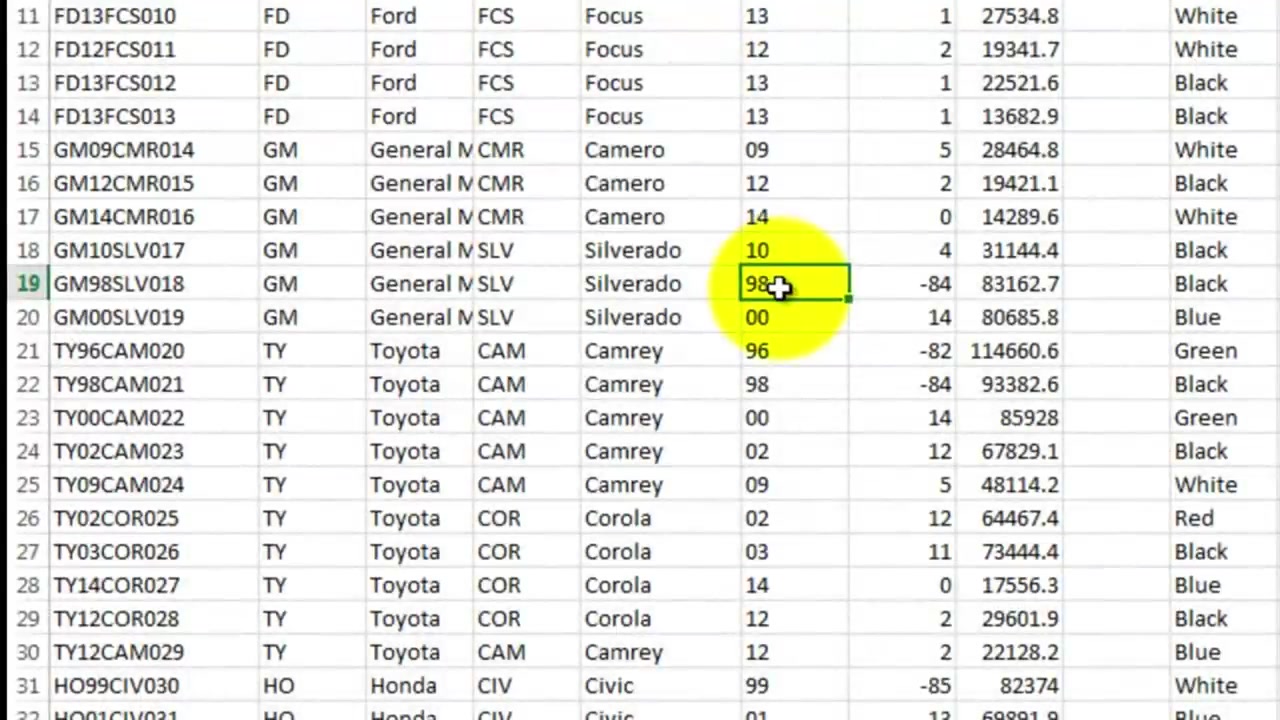 11 FD13FCS010 FD Ford FCS Focus 13 1 27534.8 White
12 FD12FCS011 FD Ford FCS Focus 12 2 19341.7 White
13 FD13FCS012 FD Ford FCS Focus 13 1 22521.6 Black
14 FD13FCS013 FD Ford FCS Focus 13 1 13682.9 Black
15 GM09CMR014 GM General M CMR Camero 09 5 28464.8 White
16 GM12CMR015 GM General M CMR Camero 12 2 19421.1 Black
17 GM14CMR016 GM General M CMR Camero 14 0 14289.6 White
18 GM10SLV017 GM General M SLV Silverado 10 4 31144.4 Black
19 GM98SLV018 GM General M SLV Silverado 98 -84 83162.7 Black
20 GM00SLV019 GM General M SLV Silverado 00 14 80685.8 Blue
21 TY96CAM020 TY Toyota CAM Camrey 96 -82 114660.6 Green
22 TY98CAM021 TY Toyota CAM Camrey 98 -84 93382.6 Black
23 TY00CAM022 TY Toyota CAM Camrey 00 14 85928 Green
24 TY02CAM023 TY Toyota CAM Camrey 02 12 67829.1 Black
25 TY09CAM024 TY Toyota CAM Camrey 09 5 48114.2 White
26 TY02COR025 TY Toyota COR Corola 02 12 64467.4 Red
27 TY03COR026 TY Toyota COR Corola 03 11 73444.4 Black
28 TY14COR027 TY Toyota COR Corola 14 0 17556.3 Blue
29 TY12COR028 TY Toyota COR Corola 12 2 29601.9 Black
30 TY12CAM029 TY Toyota CAM Camrey 12 2 22128.2 Blue
31 HO99CIV030 HO Honda CIV Civic 99 -85 82374 White
32 HO01CIV031 HO Honda CIV Civic 01 13 69891.9 Blue